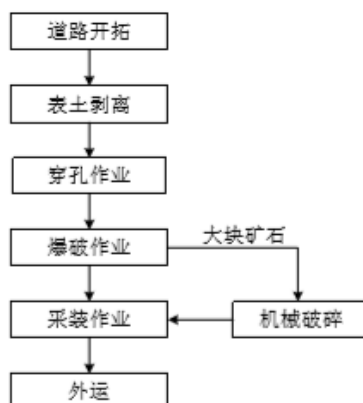 道路开拓
表土剥离
穿孔作业
爆破作业
大块矿石
采装作业
机械破碎
外运